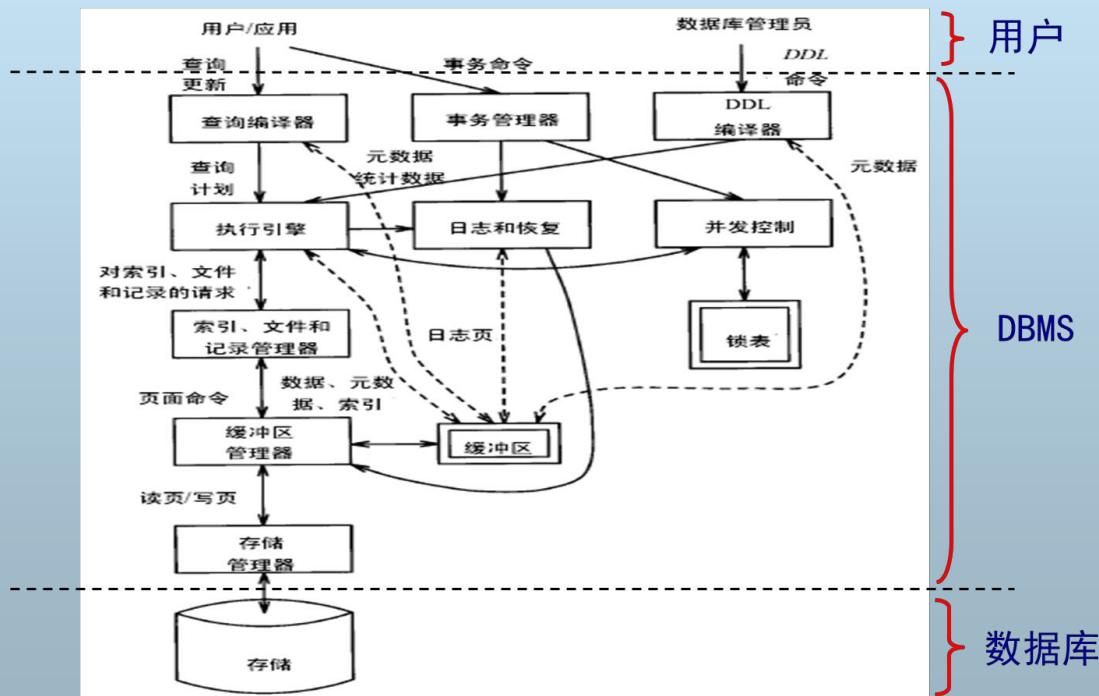 用户/应用
数据库管理员
用户
查询
更新
事务命令
DDL
命令
查询编译器
事务管理器
DDL
编译器
DBMS
查询
计划
元数据
统计数据
元数据
执行引擎
日志和恢复
并发控制
对索引、文件
和记录的请求
索引、文件和
记录管理器
日志页
锁表
页面命令
数据、元数
据、索引
缓冲区
管理器
缓冲区
读页/写页
存储
管理器
存储
数据库